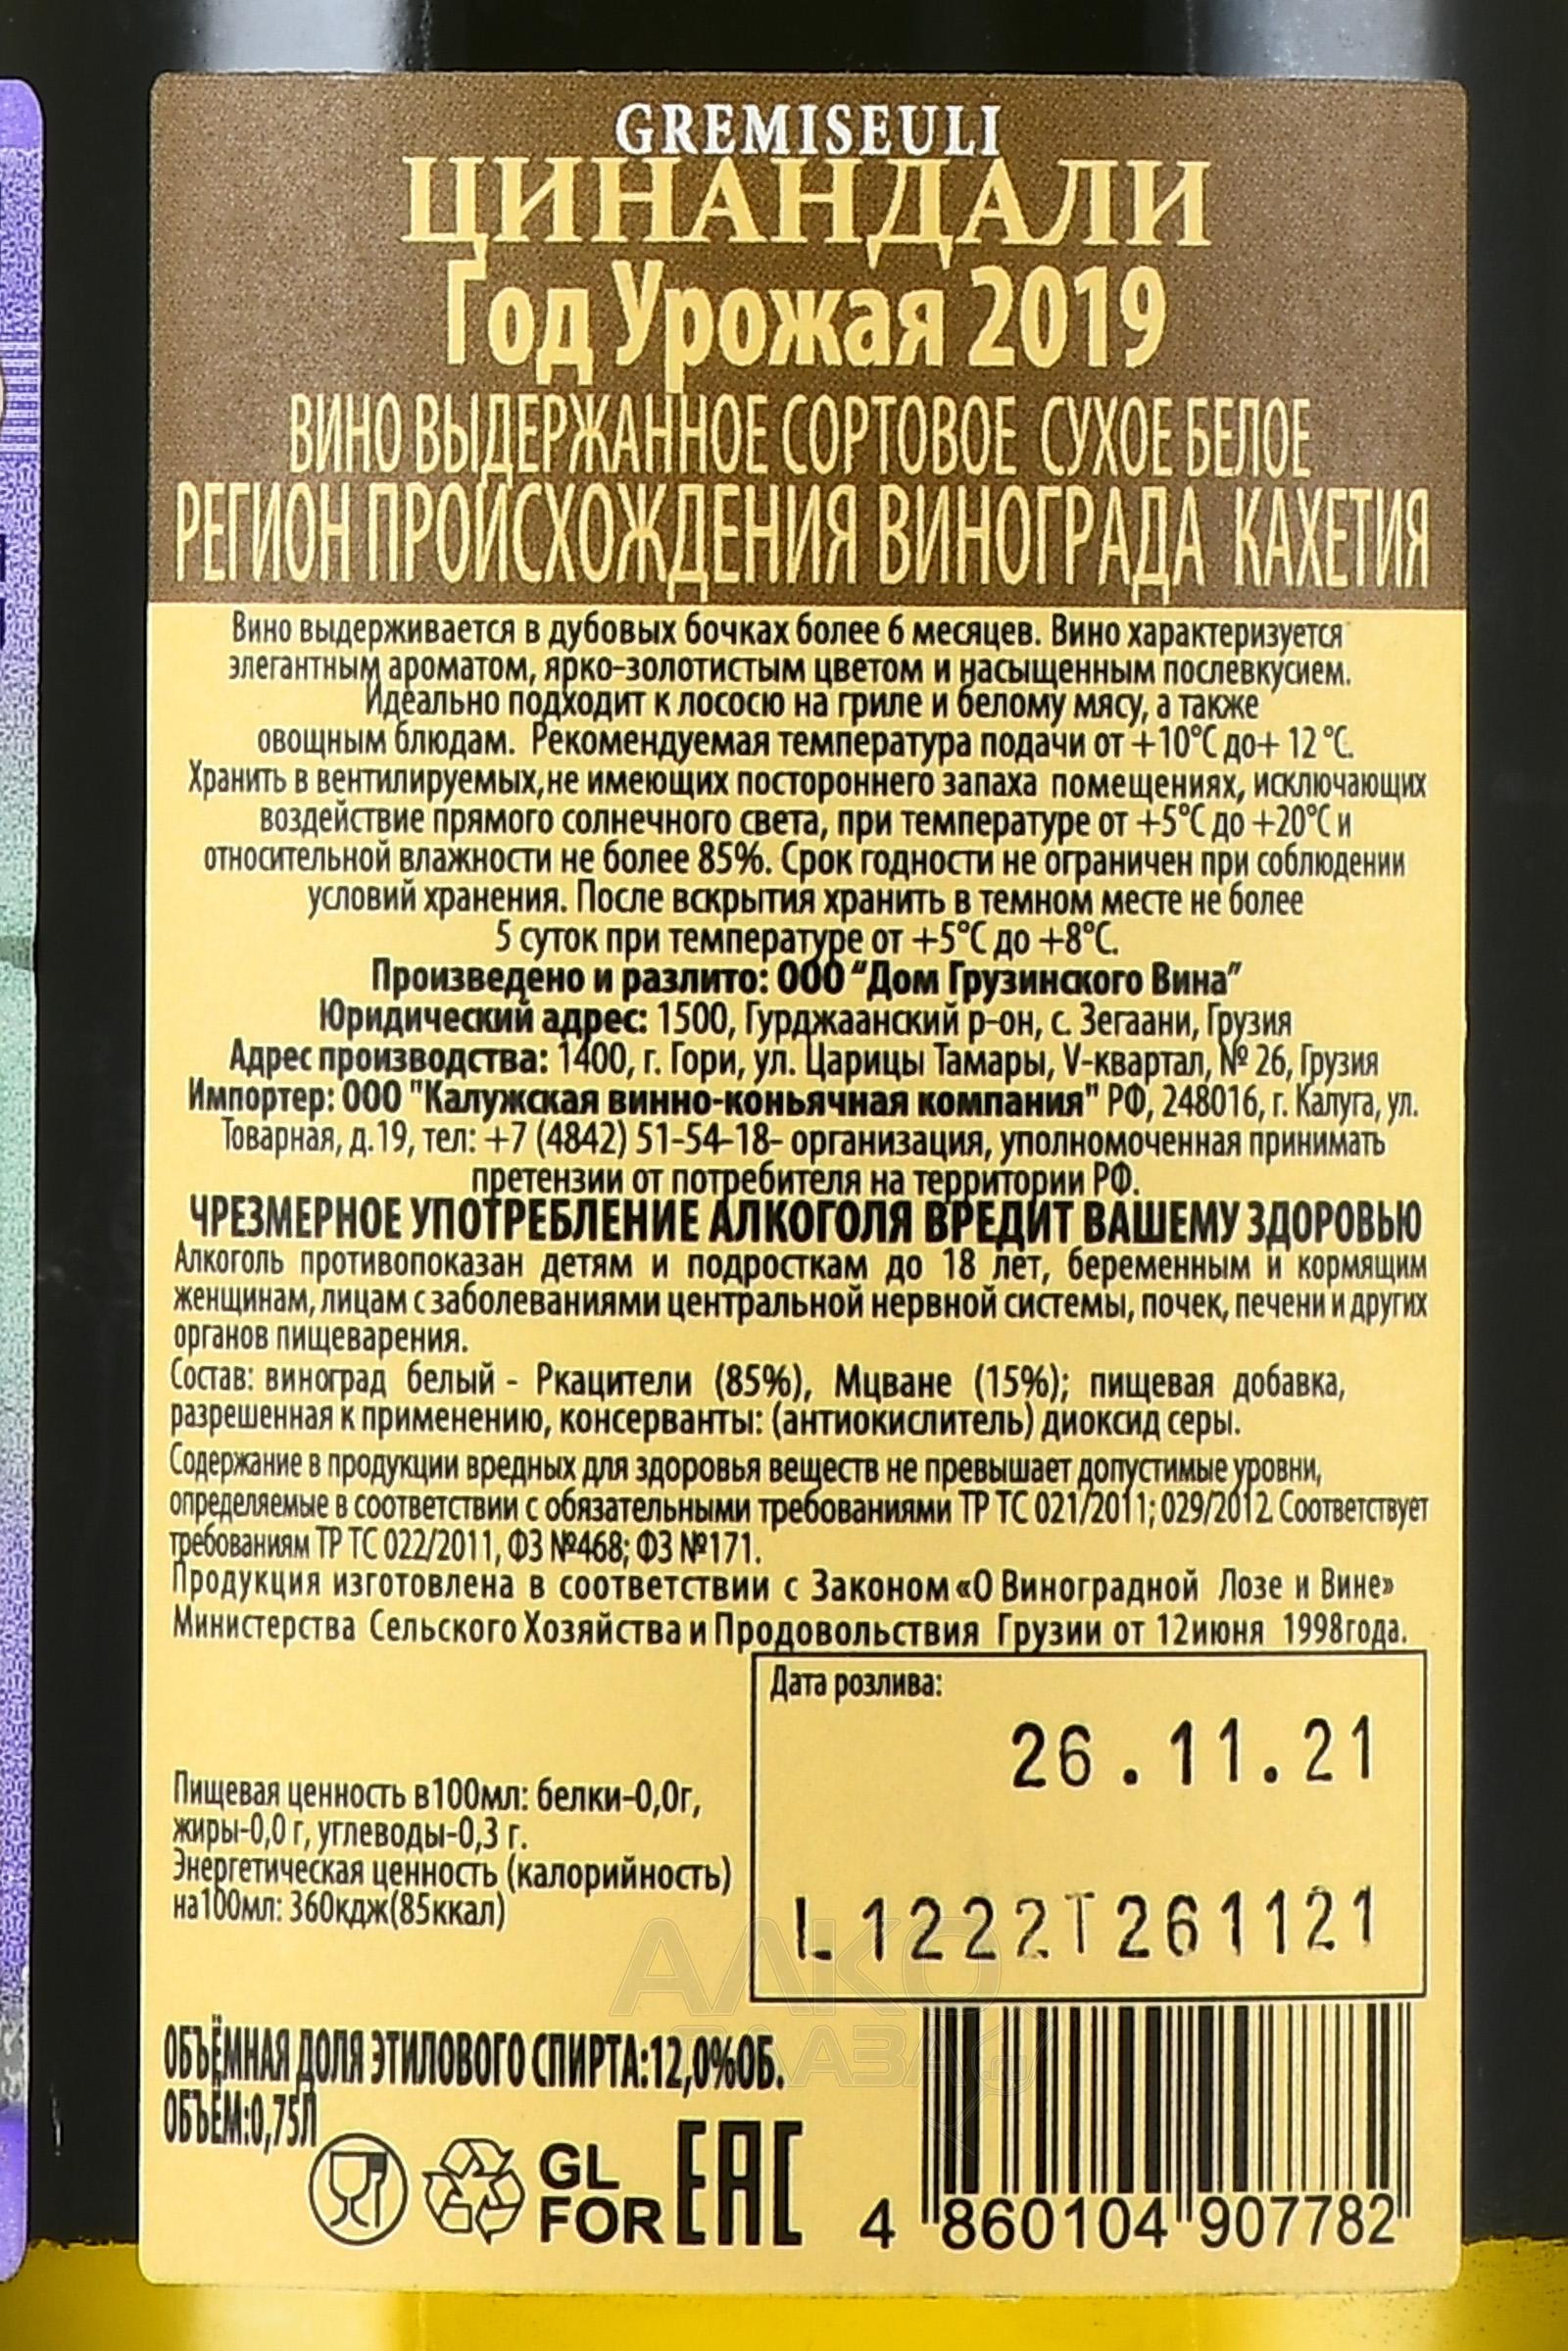 GREMISEULI
ЦИНАНДАЛИ
Год Урожая 2019
ВИНО ВЫДЕРЖАННОЕ СОРТОВОЕ СУХОЕ БЕЛОЕ
РЕГИОН ПРОИСХОЖДЕНИЯ ВИНОГРАДА КАХЕТИЯ
Вино выдерживается в дубовых бочках более 6 месяцев. Вино характеризуется
элегантным ароматом, ярко-золотистым цветом и насыщенным послевкусием.
Идеально подходит к лососю на гриле и белому мясу, а также
овощным блюдам. Рекомендуемая температура подачи от +10°С до+ 12 °С.
Хранить в вентилируемых,не имеющих постороннего запаха помещениях, исключающих
воздействие прямого солнечного света, при температуре от +5°С до +20°С и
относительной влажности не более 85%. Срок годности не ограничен при соблюдении
условий хранения. После вскрытия хранить в темном месте не более
5 суток при температуре от +5°С до +8°С.
Произведено и разлито: ООО “Дом Грузинского Вина”
Юридический адрес: 1500, Гурджаанский р-он, с. Зегаани, Грузия
Адрес производства: 1400, г. Гори, ул. Царицы Тамары, V-квартал, № 26, Грузия
Импортер: ООО "Калужская винно-коньячная компания" РФ, 248016, г. Калуга, ул.
Товарная, д.19, тел: +7 (4842) 51-54-18- организация, уполномоченная принимать
претензии от потребителя на территории РФ.
ЧРЕЗМЕРНОЕ УПОТРЕБЛЕНИЕ АЛКОГОЛЯ ВРЕДИТ ВАШЕМУ ЗДОРОВЬЮ
Алкоголь противопоказан детям и подросткам до 18 лет, беременным и кормящим
женщинам, лицам с заболеваниями центральной нервной системы, почек, печени и других
органов пищеварения.
Состав: виноград белый - Ркацители (85%), Мцване (15%); пищевая добавка,
разрешенная к применению, консерванты: (антиокислитель) диоксид серы.
Содержание в продукции вредных для здоровья веществ не превышает допустимые уровни,
определяемые в соответствии с обязательными требованиями ТР ТС 021/2011; 029/2012. Соответствует
требованиям ТР ТС 022/2011, ФЗ №468; ФЗ №171.
Продукция изготовлена в соответствии с Законом «О Виноградной Лозе и Вине»
Министерства Сельского Хозяйства и Продовольствия Грузии от 12июня 1998года.
Дата розлива:
26.11.21
Пищевая ценность в100мл: белки-0,0г,
жиры-0,0 г, углеводы-0,3 г.
Энергетическая ценность (калорийность)
на100мл: 360кдж(85ккал)
L 1222T261121
АЛКО
ПЛАЗА.ru
ОБЪЁМНАЯ ДОЛЯ ЭТИЛОВОГО СПИРТА:12,0%ОБ.
ОБЪЁМ:0,75Л
GL
FOR
EAC
4 860104 907782